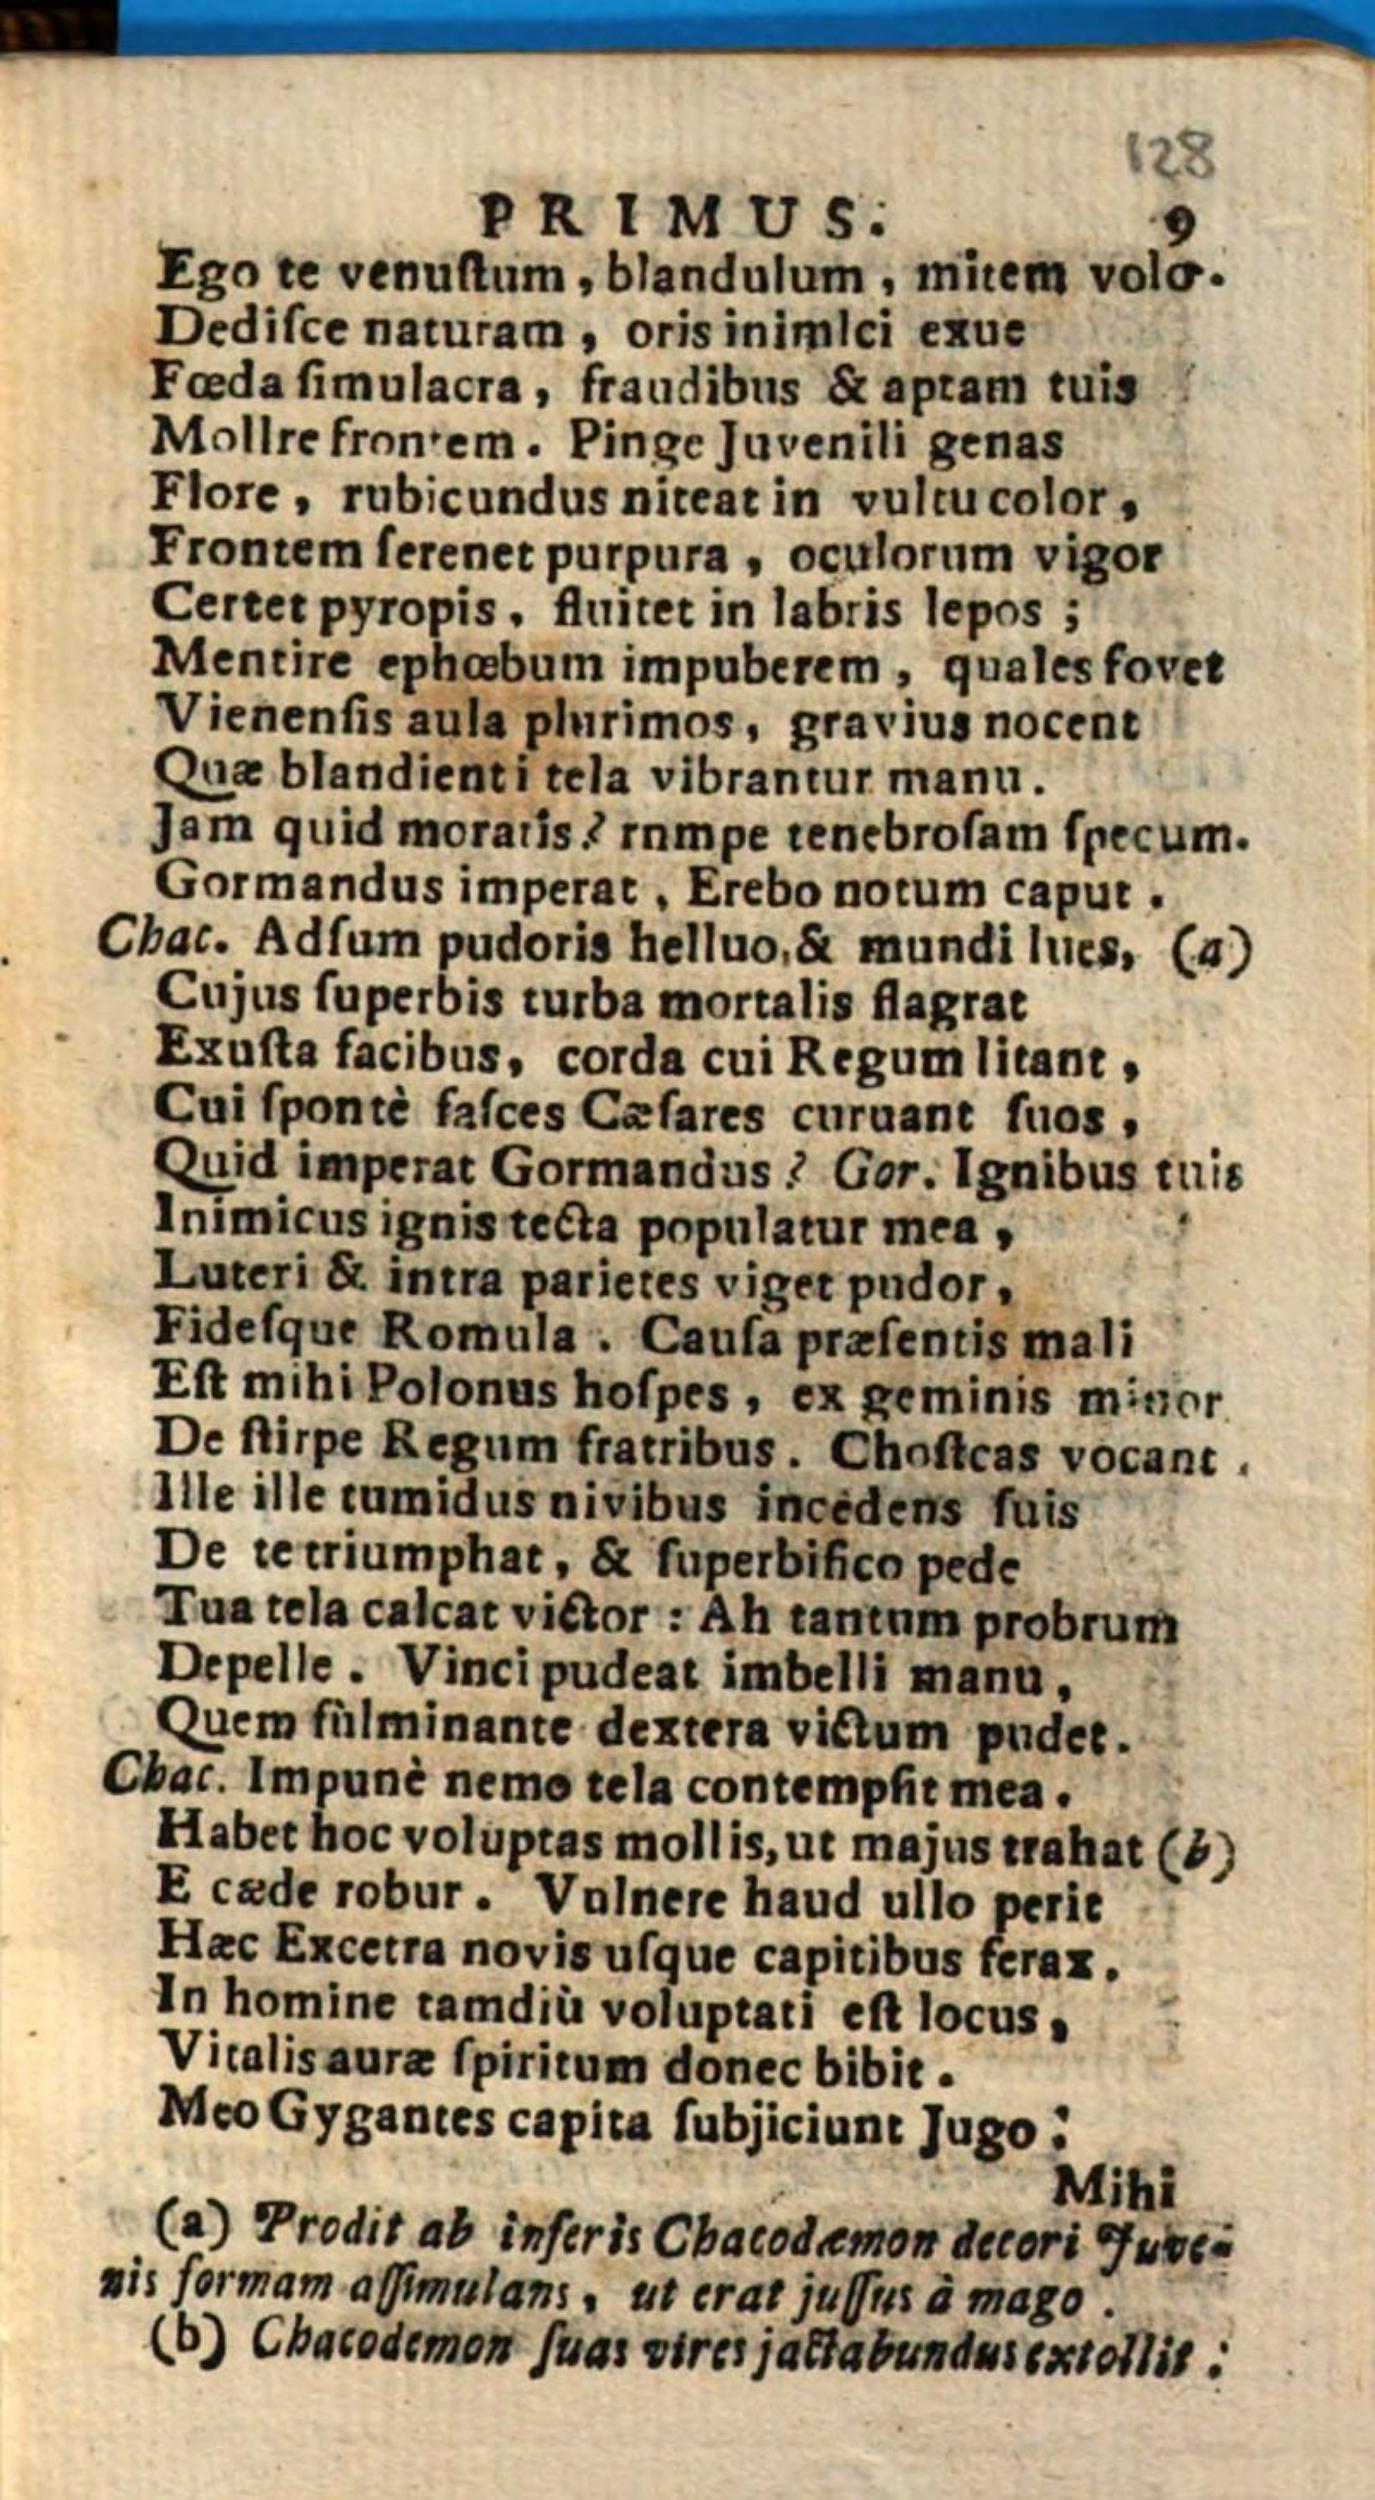 128
PRIMUS. 9
Ego te venuſtum, blandulum, mitem volo.
Dediſce naturam, oris inimIci exue
Fœda ſimulacra, fraudibus & aptam tuis
Mollre frontem. Pinge Juvenili genas
Flore, rubicundus niteat in vultu color,
Frontem ſerenet purpura, oculorum vigor
Certet pyropis, fluitet in labris lepos;
Mentire ephœbum impuberem, quales fovet
Vienenſis aula plurimos, gravius nocent
Quæ blandienti tela vibrantur manu.
Jam quid moraris? rnmpe tenebroſam ſpecum.
Gormandus imperat, Erebo notum caput.
Chac. Adſum pudoris helluo, & mundi lues, (a)
Cujus ſuperbis turba mortalis flagrat
Exuſta facibus, corda cui Regum litant,
Cui ſpontè faſces Cæſares curuant ſuos,
Quid imperat Gormandus? Gor. Ignibus tuis
Inimicus ignis tecta populatur mea,
Luteri & intra parietes viget pudor,
Fideſque Romula. Cauſa præſentis mali
Eſt mihi Polonus hoſpes, ex geminis minor
De ſtirpe Regum fratribus. Choſtcas vocant.
Ille ille tumidus nivibus incedens ſuis
De te triumphat, & ſuperbifico pede
Tua tela calcat victor: Ah tantum probrum
Depelle. Vinci pudeat imbelli manu,
Quem fùlminante dextera victum pudet.
Chac. Impunè nemo tela contempſit mea.
Habet hoc voluptas mollis, ut majus trahat (b)
E cæde robur. Vulnere haud ullo perit
Hæc Excetra novis uſque capitibus ferax.
In homine tamdiù voluptati eſt locus,
Vitalis auræ ſpiritum donec bibit.
Meo Gygantes capita ſubjiciunt Jugo:
Mihi
(a) Prodit ab inferis Chacodæmon decori Juve-
nis formam aſſimulans, ut erat juſſus à mago.
(b) Chacodemon ſuas vires jactabundus extollit: